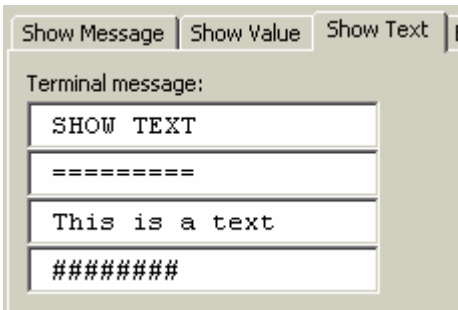 Show Message Show Value Show Text
Terminal message:
SHOW TEXT
=========
This is a text
########